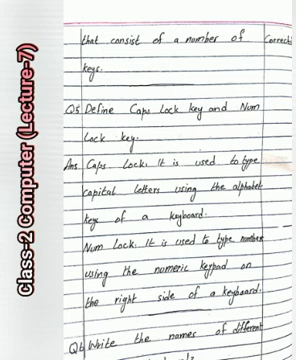 Class-2 Computer (Lecture-7)
that consist of a number of
keys.
Q5 Define Caps Lock key and Num
Lock key.
Ans Caps Lock: It is used to type
capital letters using the alphabet
keys of a keyboard.
Num Lock: It is used to type number
using the numeric keypad on
the right side of a keyboard.
Q6 Write the names of different